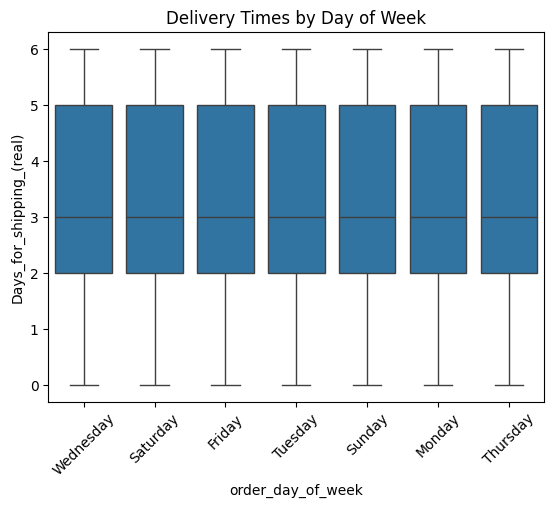 Delivery Times by Day of Week
Days_for_shipping_(real)
6
5
4
3
2
1
0
Wednesday
Saturday
Friday
Tuesday
Sunday
Monday
Thursday
order_day_of_week